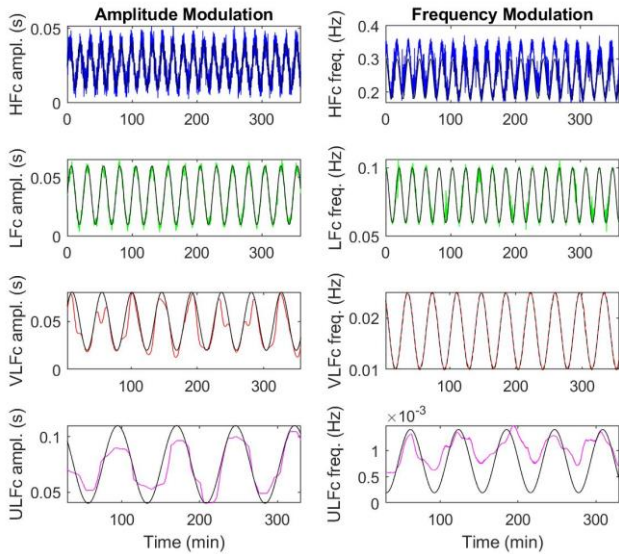 Amplitude Modulation
HFc ampl. (s)
0.05
0
0 100 200 300
Frequency Modulation
HFc freq. (Hz)
0.4
0.3
0.2
0 100 200 300
LFc ampl. (s)
0.05
0
0 100 200 300
LFc freq. (Hz)
0.1
0.05
0 100 200 300
VLFc ampl. (s)
0.05
0
0 100 200 300
VLFc freq. (Hz)
0.02
0.01
0 100 200 300
ULFc ampl. (s)
0.1
0.05
100 200 300
Time (min)
ULFc freq. (Hz)
×10⁻³
1
0.5
0
100 200 300
Time (min)